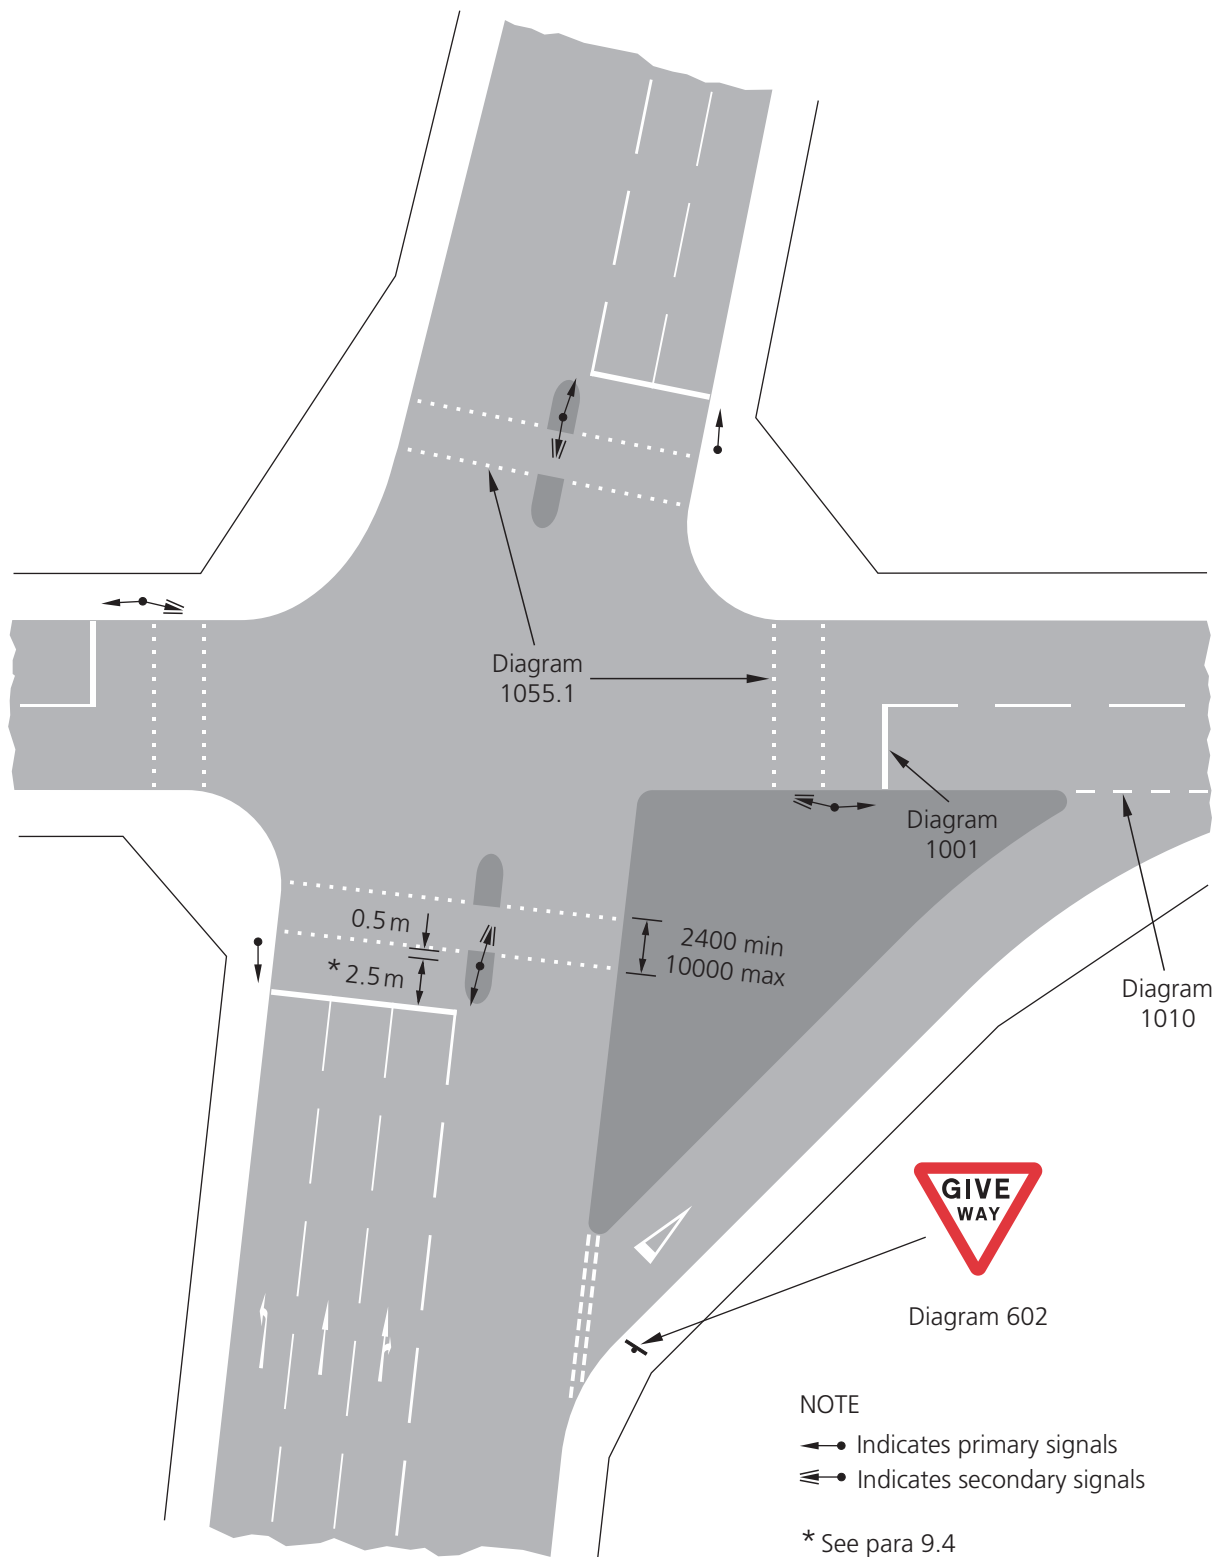 Diagram
1055.1
Diagram
1001
0.5 m
* 2.5 m
2400 min
10000 max
Diagram
1010
GIVE
WAY
Diagram 602
NOTE
Indicates primary signals
Indicates secondary signals
* See para 9.4